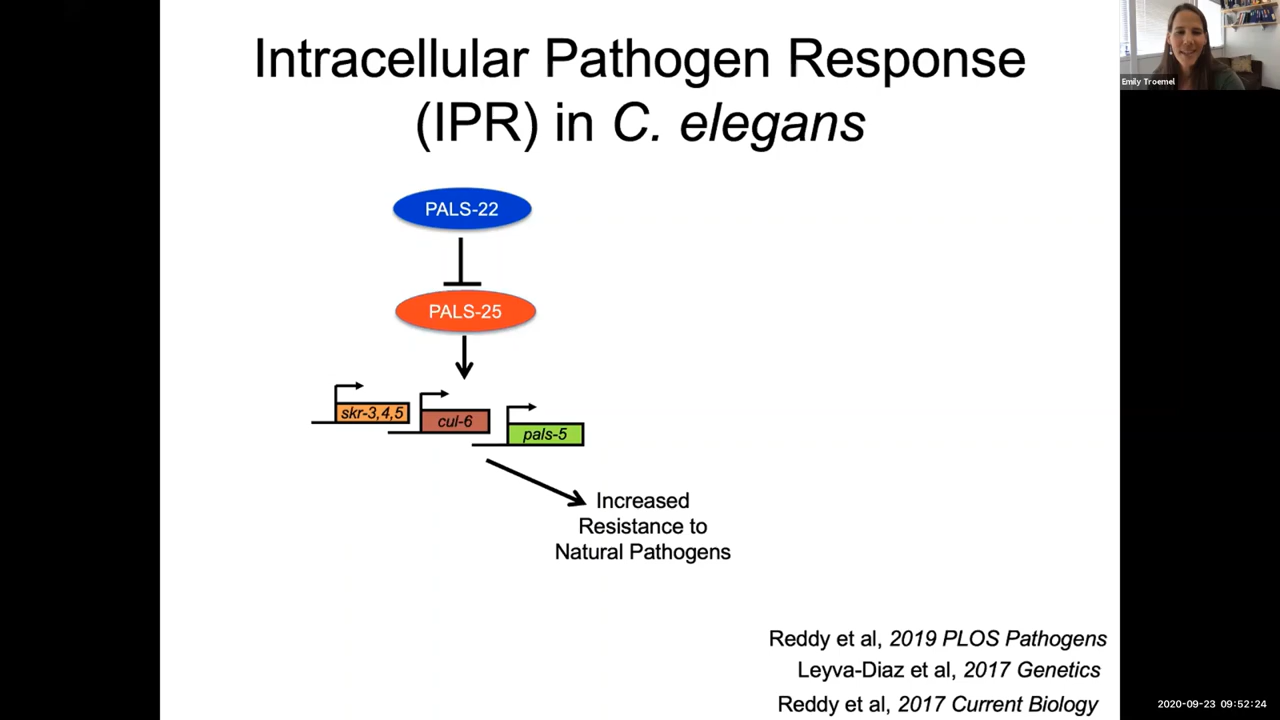 Intracellular Pathogen Response
(IPR) in C. elegans
Emily Troemel
PALS-22
PALS-25
skr-3,4,5
cul-6
pals-5
Increased
Resistance to
Natural Pathogens
Reddy et al, 2019 PLOS Pathogens
Leyva-Diaz et al, 2017 Genetics
Reddy et al, 2017 Current Biology
2020-09-23 09:52:24